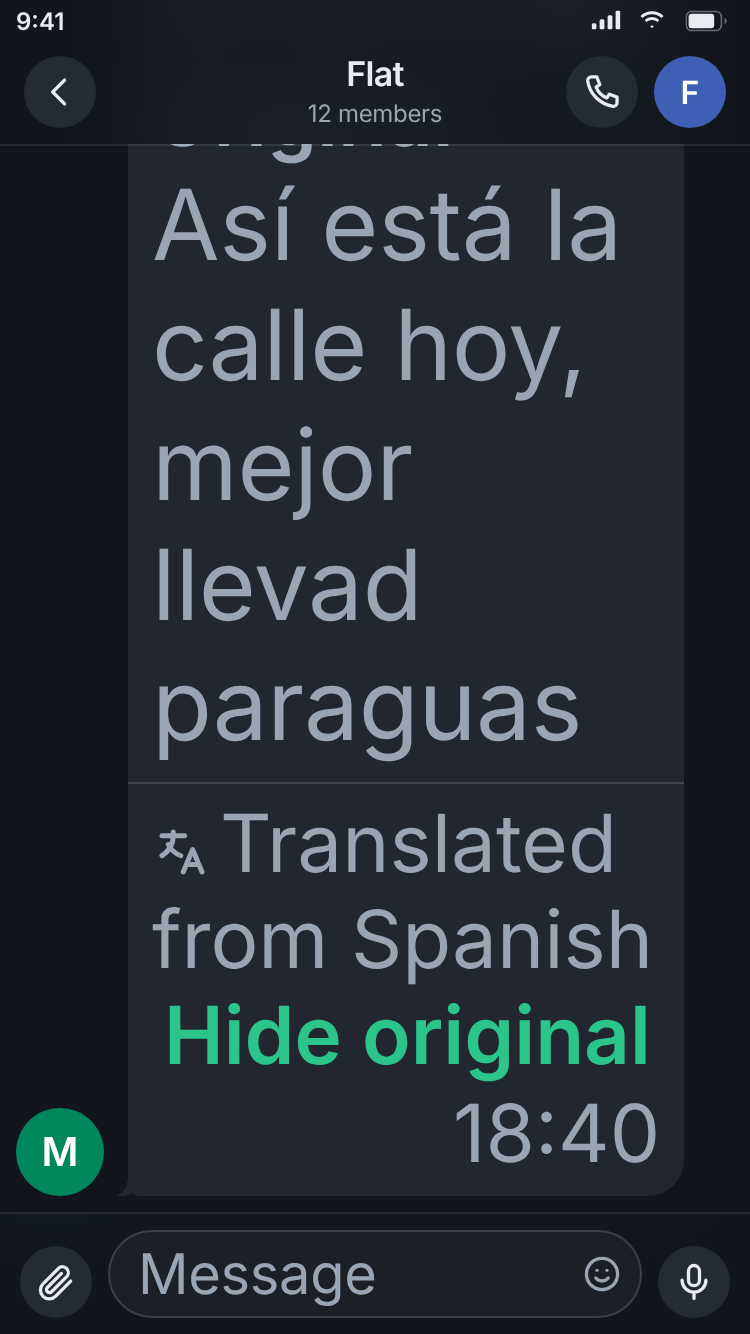 9:41
Flat
12 members
F
Así está la
calle hoy,
mejor
llevad
paraguas
Translated
from Spanish
Hide original
18:40
M
Message